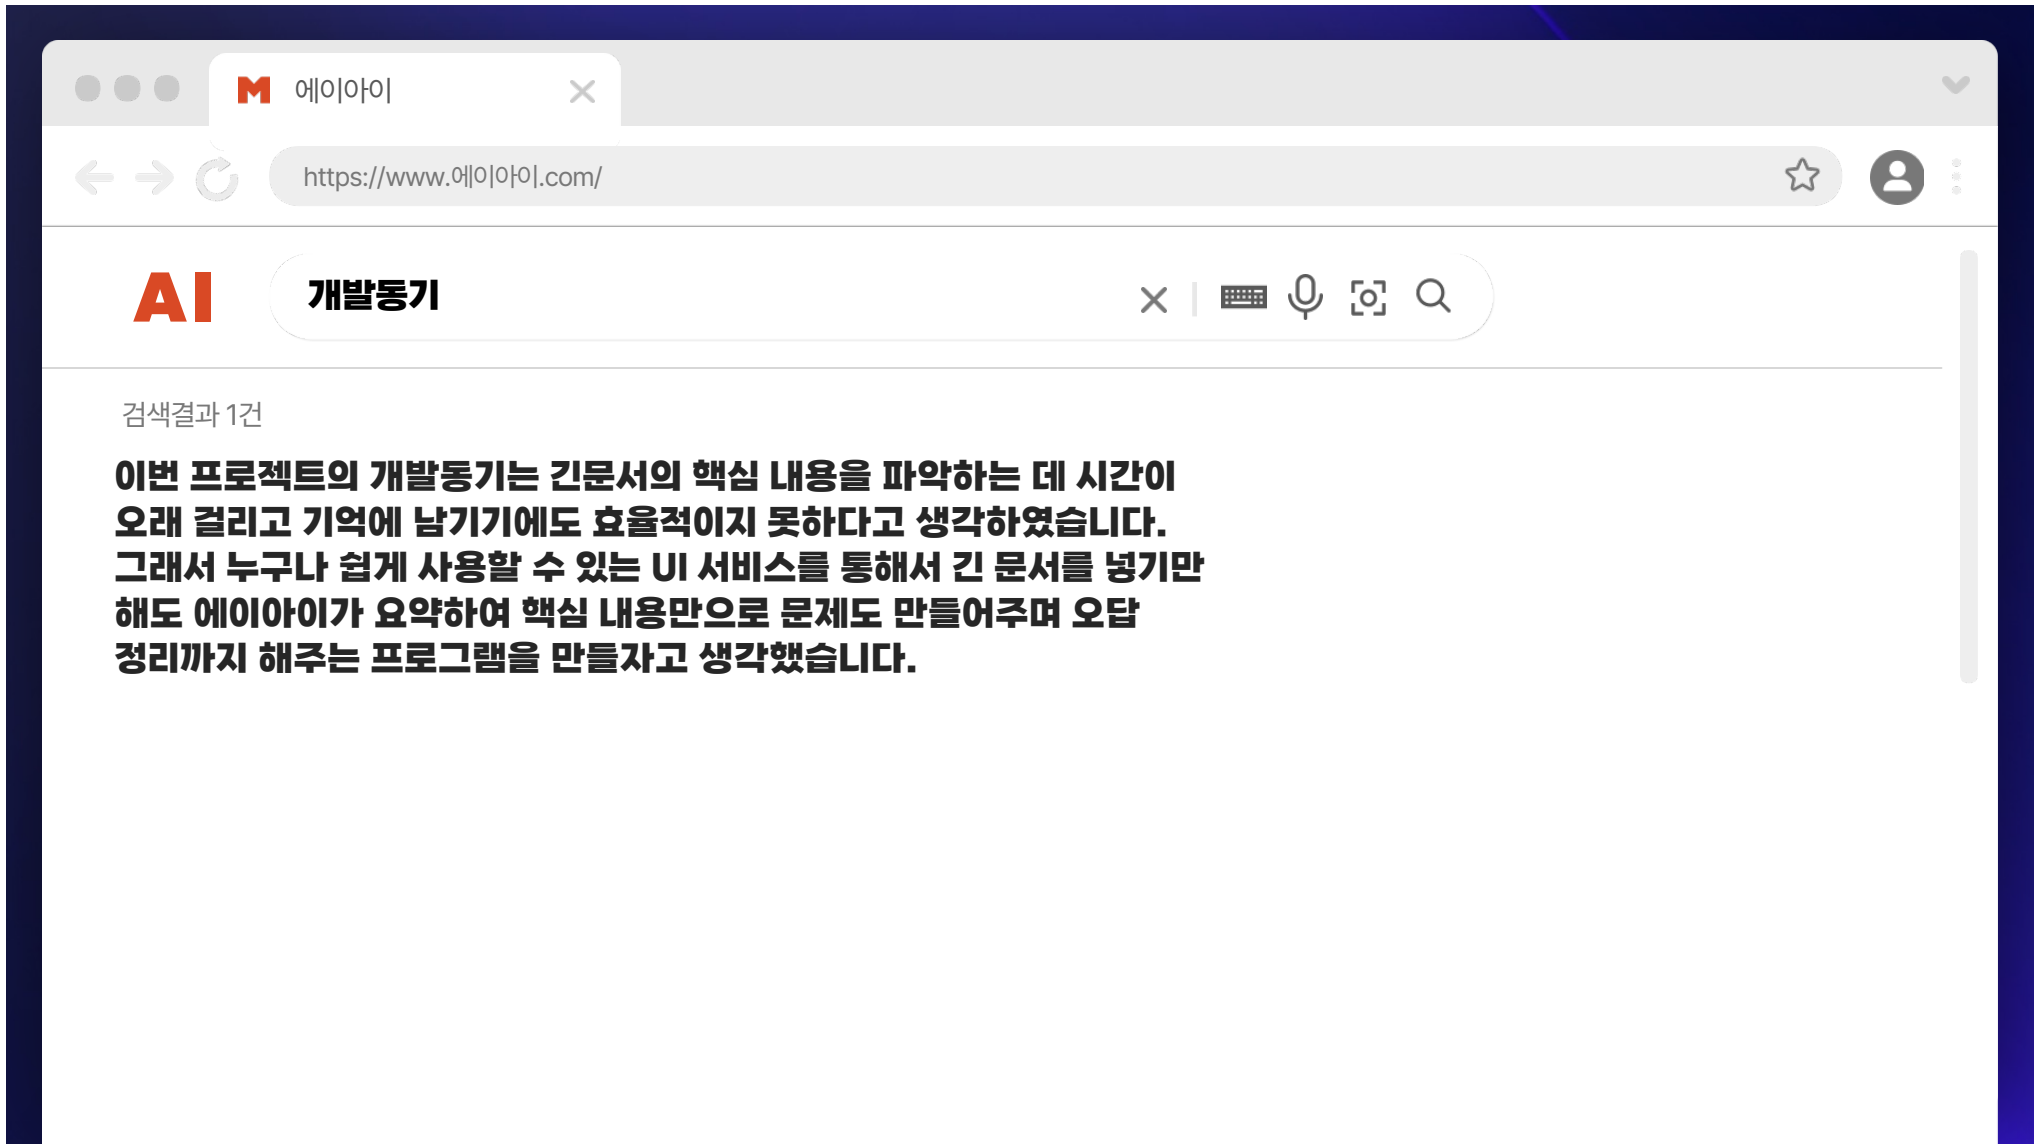 에이아이
https://www.에이아이.com/
AI
개발동기
검색결과 1건
이번 프로젝트의 개발동기는 긴문서의 핵심 내용을 파악하는 데 시간이
오래 걸리고 기억에 남기기에도 효율적이지 못하다고 생각하였습니다.
그래서 누구나 쉽게 사용할 수 있는 UI 서비스를 통해서 긴 문서를 넣기만
해도 에이아이가 요약하여 핵심 내용만으로 문제도 만들어주며 오답
정리까지 해주는 프로그램을 만들자고 생각했습니다.